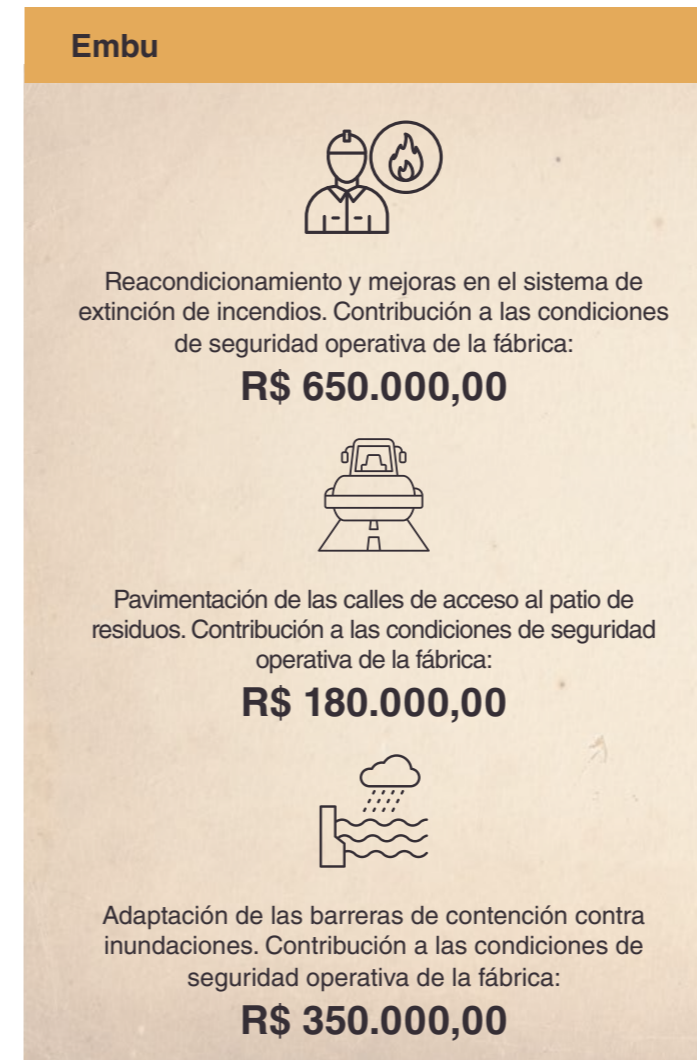 Embu
Reacondicionamiento y mejoras en el sistema de
extinción de incendios. Contribución a las condiciones
de seguridad operativa de la fábrica:
R$ 650.000,00
Pavimentación de las calles de acceso al patio de
residuos. Contribución a las condiciones de seguridad
operativa de la fábrica:
R$ 180.000,00
Adaptación de las barreras de contención contra
inundaciones. Contribución a las condiciones de
seguridad operativa de la fábrica:
R$ 350.000,00